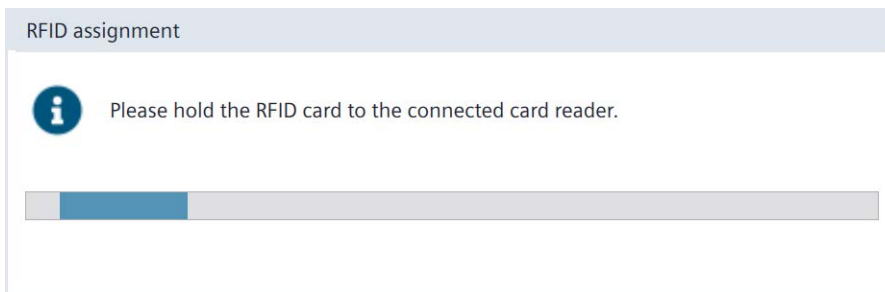 RFID assignment
Please hold the RFID card to the connected card reader.